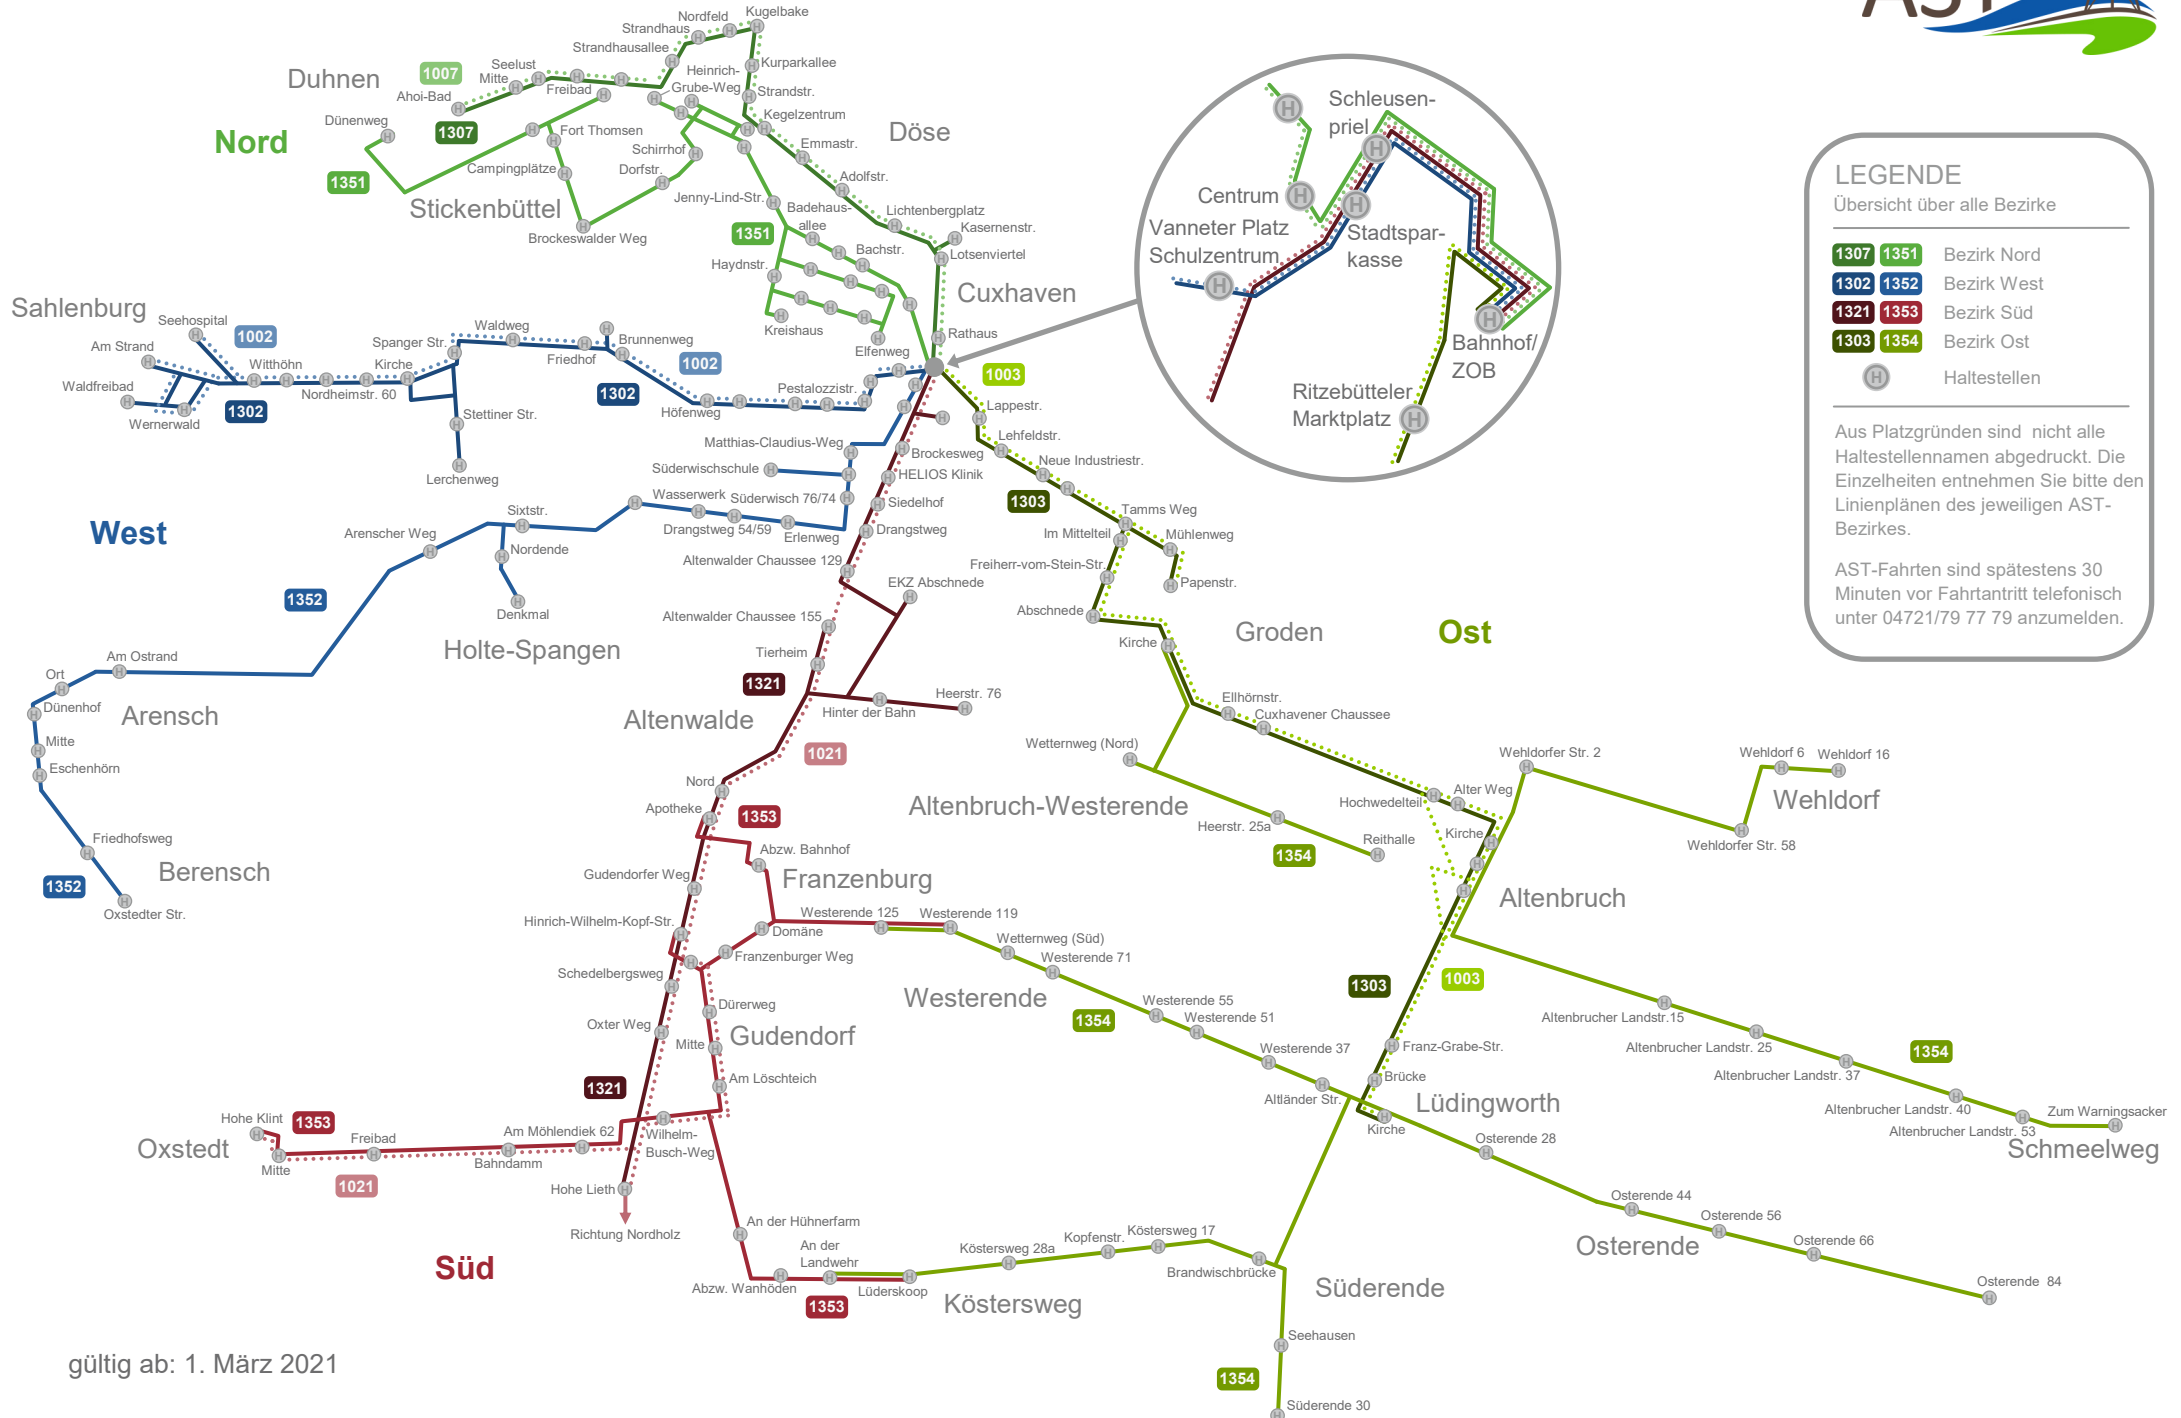 AST
Kugelbake
Nordfeld
Strandhaus
Strandhausallee
Seelust
Mitte
Heinrich-
Grube-Weg
Kurparkallee
Duhnen
1007
Ahoi-Bad
Freibad
Strandstr.
Dünenweg
1307
Fort Thomsen
Kegelzentrum
Döse
Nord
Schirrhof
Emmastr.
Campingplätze
Dorfstr.
Adolfstr.
1351
Stickenbüttel
Jenny-Lind-Str.
Badehaus-
allee
Lichtenbergplatz
Kasernenstr.
Brockeswalder Weg
1351
Bachstr.
Lotsenviertel
Haydnstr.
Cuxhaven
Kreishaus
Rathaus
Elfenweg
Schleusen-
priel
Centrum
Vanneter Platz
Schulzentrum
Stadtspar-
kasse
Bahnhof/
ZOB
Ritzebütteler
Marktplatz
LEGENDE
Übersicht über alle Bezirke
1307 1351 Bezirk Nord
1302 1352 Bezirk West
1321 1353 Bezirk Süd
1303 1354 Bezirk Ost
H Haltestellen
Aus Platzgründen sind nicht alle
Haltestellennamen abgedruckt. Die
Einzelheiten entnehmen Sie bitte den
Linienplänen des jeweiligen AST-
Bezirkes.
AST-Fahrten sind spätestens 30
Minuten vor Fahrtantritt telefonisch
unter 04721/79 77 79 anzumelden.
Sahlenburg
Seehospital
1002
Am Strand
Waldfreibad
Wernerwald
1302
Witthöhn
Nordheimstr. 60
Kirche
Spanger Str.
Waldweg
Friedhof
Brunnenweg
1002
1302
Höfenweg
Pestalozzistr.
Stettiner Str.
Lerchenweg
Matthias-Claudius-Weg
Süderwischschule
Wasserwerk
Süderwisch 76/74
Drangstweg 54/59
Erlenweg
West
Arenscher Weg
Sixtstr.
Nordende
Denkmal
1352
Holte-Spangen
Am Ostrand
Ort
Dünenhof
Arensch
Mitte
Eschenhörn
Friedhofsweg
Berensch
1352
Oxstedter Str.
1003
Lappestr.
Lehfeldstr.
Neue Industriestr.
1303
Brockesweg
HELIOS Klinik
Siedelhof
Drangstweg
Altenwalder Chaussee 129
EKZ Abschnede
Altenwalder Chaussee 155
Tierheim
1321
Hinter der Bahn
Heerstr. 76
Altenwalde
1021
Nord
Apotheke
1353
Abzw. Bahnhof
Gudendorfer Weg
Franzenburg
Hinrich-Wilhelm-Kopf-Str.
Domäne
Franzenburger Weg
Schedelbergsweg
Dürerweg
Oxter Weg
Mitte
Gudendorf
Am Löschteich
1321
Hohe Klint
1353
Oxstedt
Mitte
Freibad
1021
Bahndamm
Am Möhlendiek 62
Wilhelm-
Busch-Weg
Hohe Lieth
Richtung Nordholz
Süd
An der Hühnerfarm
An der
Landwehr
Abzw. Wanhöden
1353
Lüderskoop
Tamms Weg
Im Mittelteil
Mühlenweg
Freiherr-vom-Stein-Str.
Papenstr.
Abschnede
Kirche
Groden
Ost
Ellhörnstr.
Cuxhavener Chaussee
Wetternweg (Nord)
Altenbruch-Westerende
Heerstr. 25a
1354
Reithalle
Hochwedelteil
Alter Weg
Kirche
Wehldorfer Str. 2
Wehldorf 6
Wehldorf 16
Wehldorf
Wehldorfer Str. 58
Altenbruch
Westerende 125
Westerende 119
Wetternweg (Süd)
Westerende 71
Westerende
1354
Westerende 55
Westerende 51
Westerende 37
Altländer Str.
1303
1003
Franz-Grabe-Str.
Brücke
Lüdingworth
Kirche
Altenbrucher Landstr.15
Altenbrucher Landstr. 25
Altenbrucher Landstr. 37
1354
Altenbrucher Landstr. 40
Altenbrucher Landstr. 53
Zum Warningsacker
Schmeelweg
Osterende 28
Osterende 44
Osterende 56
Osterende
Osterende 66
Osterende 84
Köstersweg 28a
Kopfenstr.
Köstersweg 17
Brandwischbrücke
Köstersweg
Süderende
Seehausen
1354
Süderende 30
gültig ab: 1. März 2021